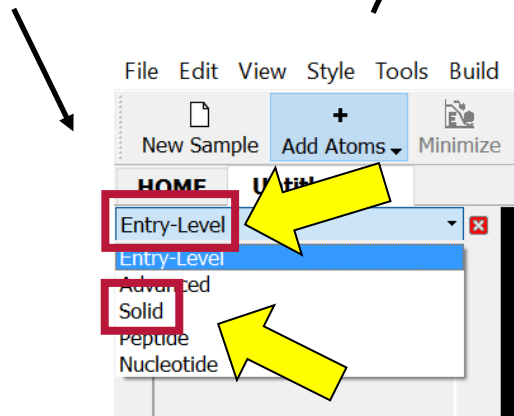 File Edit View Style Tools Build
New Sample Add Atoms Minimize
HOME Untitl
Entry-Level
Entry-Level
Advanced
Solid
Peptide
Nucleotide